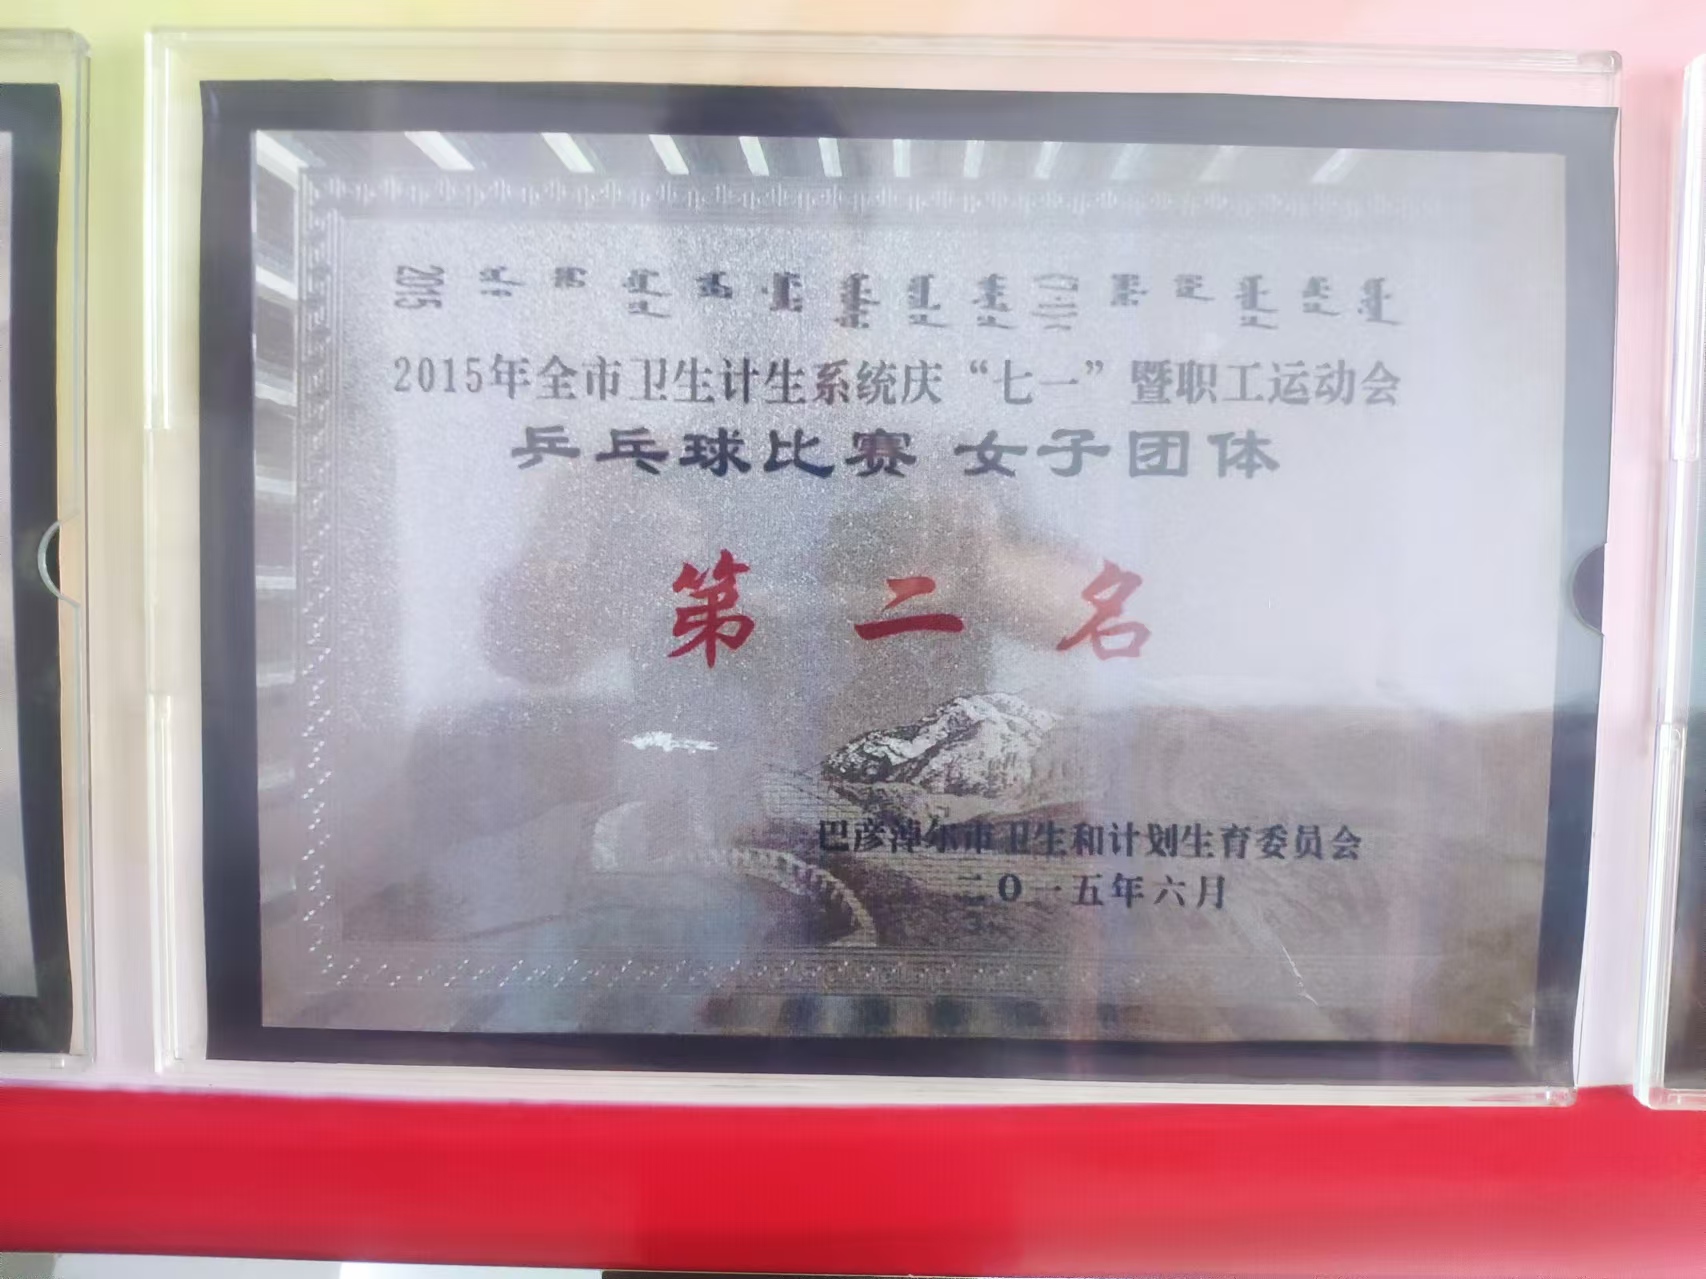 2015
2015年全市卫生计生系统庆“七一”暨职工运动会
乒乓球比赛 女子团体
第二名
巴彦淖尔市卫生和计划生育委员会
二0一五年六月